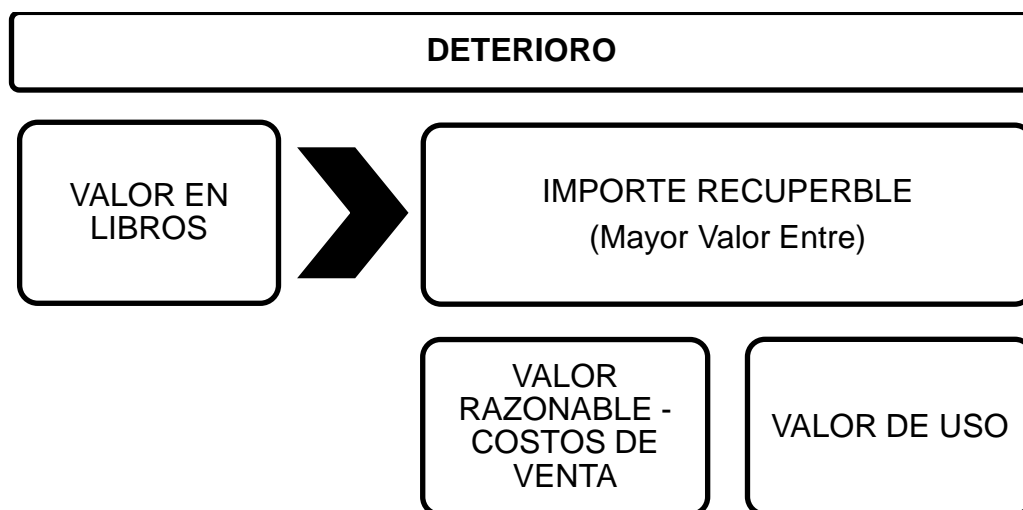 DETERIORO
VALOR EN
LIBROS
IMPORTE RECUPERBLE
(Mayor Valor Entre)
VALOR
RAZONABLE -
COSTOS DE
VENTA
VALOR DE USO